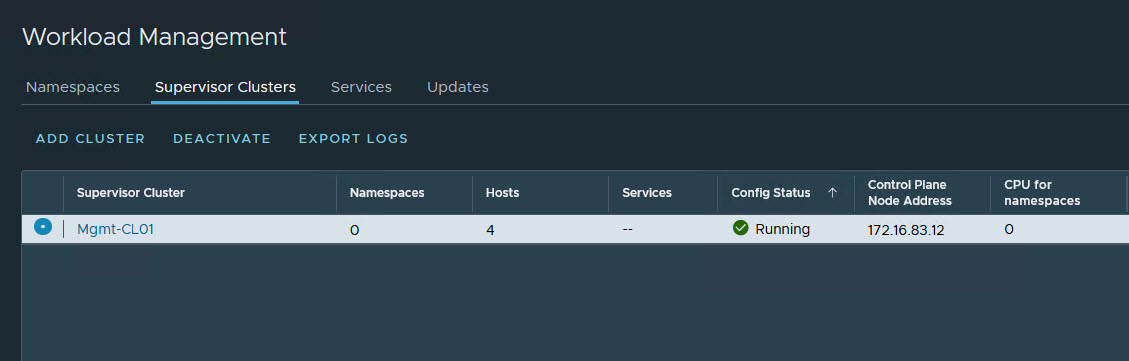 Workload Management
Namespaces Supervisor Clusters Services Updates
ADD CLUSTER DEACTIVATE EXPORT LOGS
Supervisor Cluster Namespaces Hosts Services Config Status ↑ Control Plane Node Address CPU for namespaces
Mgmt-CL01 0 4 -- Running 172.16.83.12 0